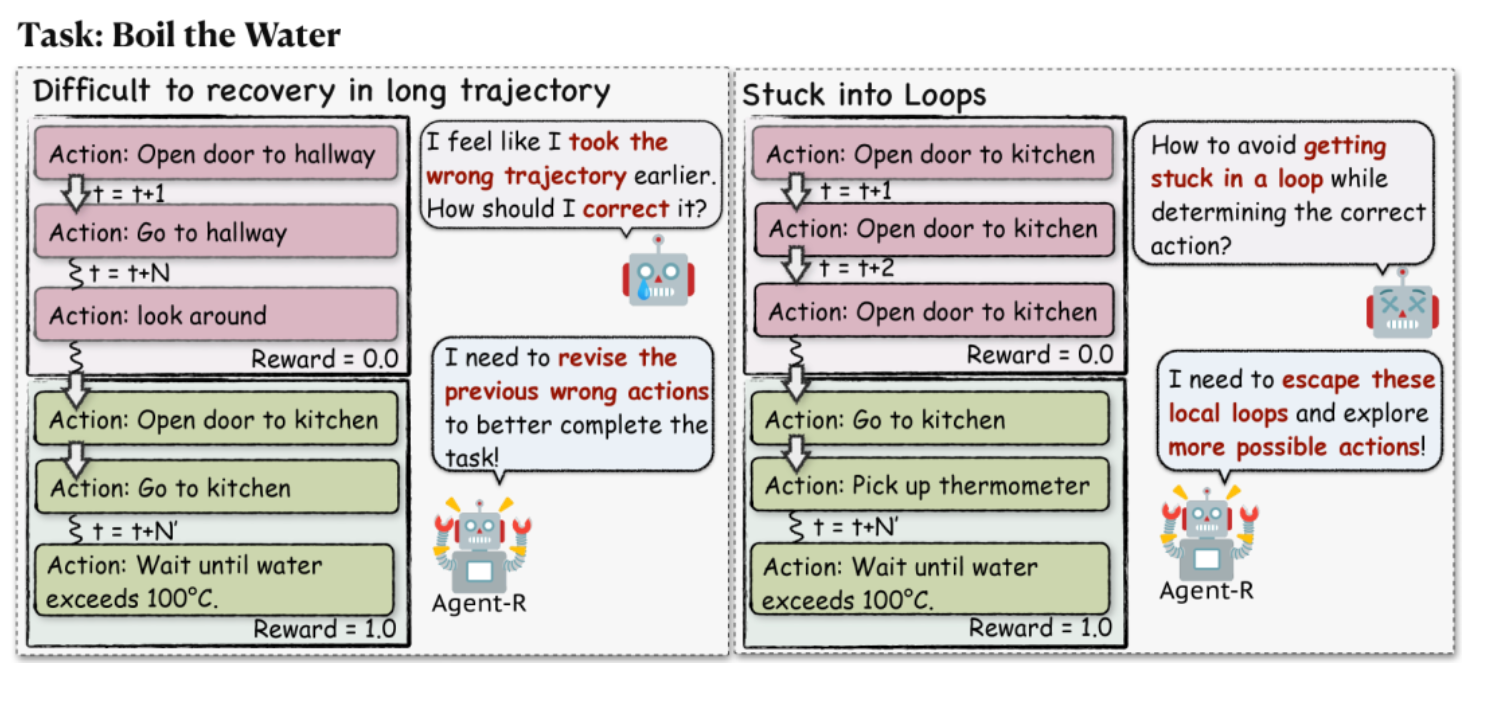 Task: Boil the Water
Difficult to recovery in long trajectory
Action: Open door to hallway
t = t+1
Action: Go to hallway
t = t+N
Action: look around
Reward = 0.0
Action: Open door to kitchen
Action: Go to kitchen
t = t+N'
Action: Wait until water
exceeds 100°C.
Reward = 1.0
I feel like I took the
wrong trajectory earlier.
How should I correct it?
I need to revise the
previous wrong actions
to better complete the
task!
Agent-R
Stuck into Loops
Action: Open door to kitchen
t = t+1
Action: Open door to kitchen
t = t+2
Action: Open door to kitchen
Reward = 0.0
Action: Go to kitchen
Action: Pick up thermometer
t = t+N'
Action: Wait until water
exceeds 100°C.
Reward = 1.0
How to avoid getting
stuck in a loop while
determining the correct
action?
I need to escape these
local loops and explore
more possible actions!
Agent-R